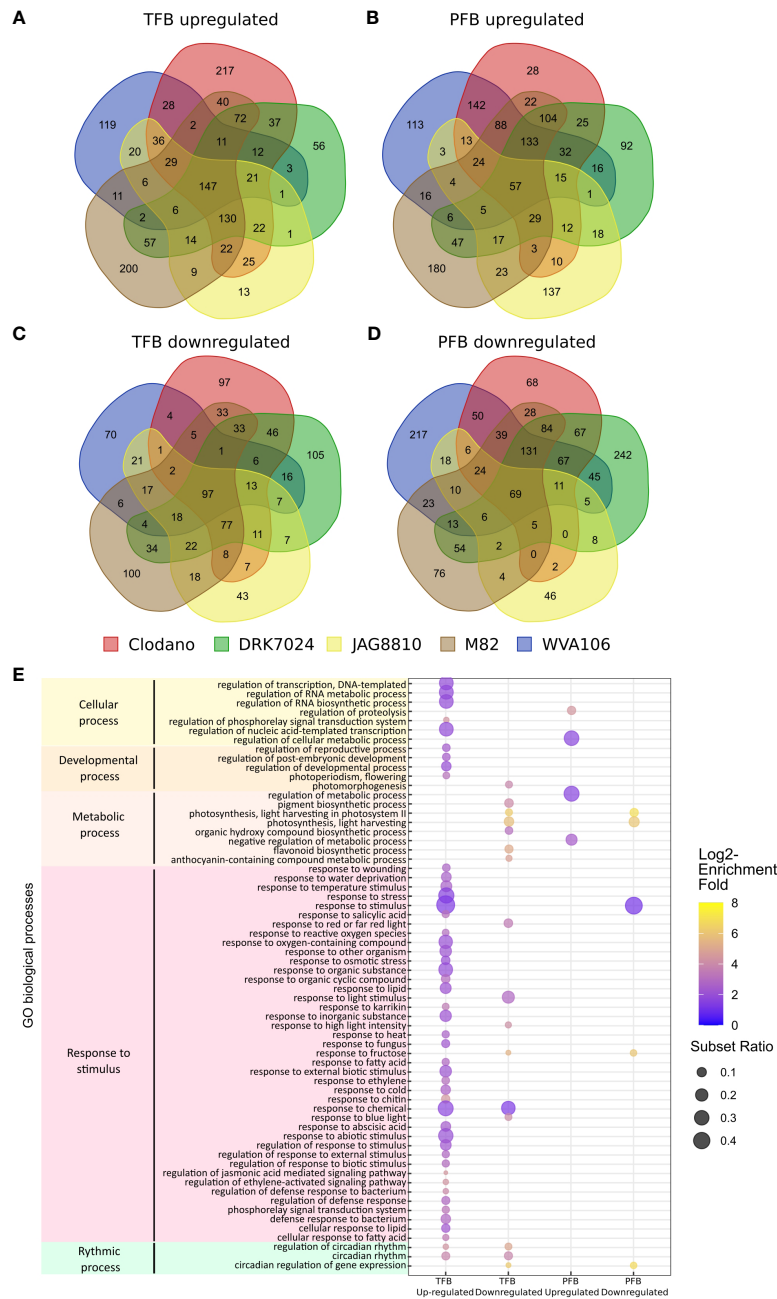 A
TFB upregulated
217
119
28
40
72
37
56
2
11
12
3
20
36
29
6
147
21
1
11
2
6
130
22
1
57
14
22
25
200
9
13
B
PFB upregulated
28
113
142
22
104
25
92
88
133
32
16
3
13
24
4
57
15
1
16
6
5
29
12
18
47
17
3
10
180
23
137
C
TFB downregulated
97
70
4
33
33
46
105
5
1
6
16
21
1
2
17
97
13
7
6
4
18
77
11
7
34
22
8
7
100
18
43
D
PFB downregulated
68
217
50
28
84
67
242
39
131
67
45
18
6
24
10
69
11
5
23
13
6
5
0
8
54
2
0
2
76
4
46
Clodano DRK7024 JAG8810 M82 WVA106
E
GO biological processes
Cellular
process
regulation of transcription, DNA-templated
regulation of RNA metabolic process
regulation of RNA biosynthetic process
regulation of proteolysis
regulation of phosphorelay signal transduction system
regulation of nucleic acid-templated transcription
regulation of cellular metabolic process
Developmental
process
regulation of reproductive process
regulation of post-embryonic development
regulation of developmental process
photoperiodism, flowering
photomorphogenesis
Metabolic
process
regulation of metabolic process
pigment biosynthetic process
photosynthesis, light harvesting in photosystem II
photosynthesis, light harvesting
organic hydroxy compound biosynthetic process
negative regulation of metabolic process
flavonoid biosynthetic process
anthocyanin-containing compound metabolic process
Response to
stimulus
response to wounding
response to water deprivation
response to temperature stimulus
response to stress
response to stimulus
response to salicylic acid
response to red or far red light
response to reactive oxygen species
response to oxygen-containing compound
response to other organism
response to osmotic stress
response to organic substance
response to organic cyclic compound
response to lipid
response to light stimulus
response to karrikin
response to inorganic substance
response to high light intensity
response to heat
response to fungus
response to fructose
response to fatty acid
response to external biotic stimulus
response to ethylene
response to cold
response to chitin
response to chemical
response to blue light
response to abscisic acid
response to abiotic stimulus
regulation of response to stimulus
regulation of response to external stimulus
regulation of response to biotic stimulus
regulation of jasmonic acid mediated signaling pathway
regulation of ethylene-activated signaling pathway
regulation of defense response to bacterium
regulation of defense response
phosphorelay signal transduction system
defense response to bacterium
cellular response to lipid
cellular response to fatty acid
Rythmic
process
regulation of circadian rhythm
circadian rhythm
circadian regulation of gene expression
TFB TFB PFB PFB
Up-regulated Downregulated Upregulated Downregulated
Log2-
Enrichment
Fold
8
6
4
2
0
Subset Ratio
0.1
0.2
0.3
0.4